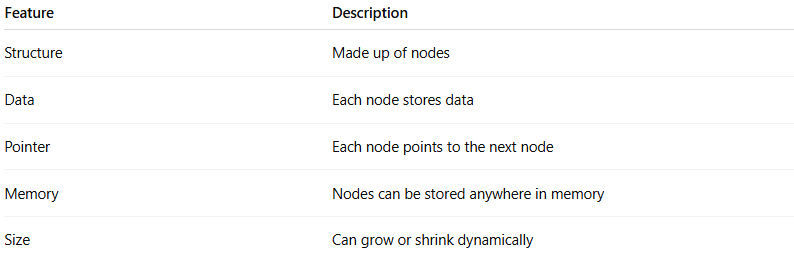 Feature Description
Structure Made up of nodes
Data Each node stores data
Pointer Each node points to the next node
Memory Nodes can be stored anywhere in memory
Size Can grow or shrink dynamically